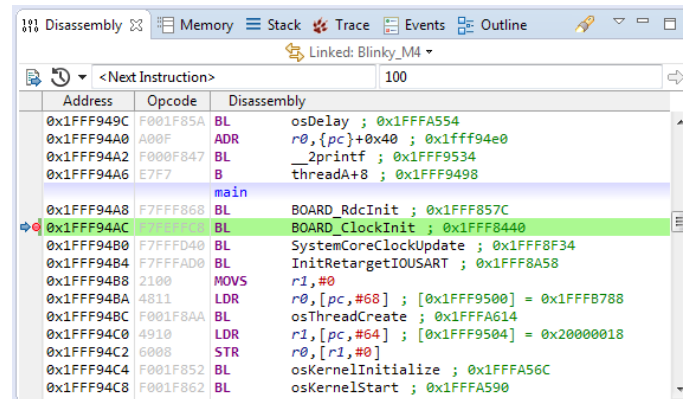 Disassembly Memory Stack Trace Events Outline
Linked: Blinky_M4
<Next Instruction> 100
Address Opcode Disassembly
0x1FFF949C F001F85A BL osDelay ; 0x1FFFA554
0x1FFF94A0 A00F ADR r0,{pc}+0x40 ; 0x1fff94e0
0x1FFF94A2 F000F847 BL __2printf ; 0x1FFF9534
0x1FFF94A6 E7F7 B threadA+8 ; 0x1FFF9498
main
0x1FFF94A8 F7FFF868 BL BOARD_RdcInit ; 0x1FFF857C
0x1FFF94AC F7FEFFC8 BL BOARD_ClockInit ; 0x1FFF8440
0x1FFF94B0 F7FFFD40 BL SystemCoreClockUpdate ; 0x1FFF8F34
0x1FFF94B4 F7FFFAD0 BL InitRetargetIOUSART ; 0x1FFF8A58
0x1FFF94B8 2100 MOVS r1,#0
0x1FFF94BA 4811 LDR r0,[pc,#68] ; [0x1FFF9500] = 0x1FFFB788
0x1FFF94BC F001F8AA BL osThreadCreate ; 0x1FFFA614
0x1FFF94C0 4910 LDR r1,[pc,#64] ; [0x1FFF9504] = 0x20000018
0x1FFF94C2 6008 STR r0,[r1,#0]
0x1FFF94C4 F001F852 BL osKernelInitialize ; 0x1FFFA56C
0x1FFF94C8 F001F862 BL osKernelStart ; 0x1FFFA590